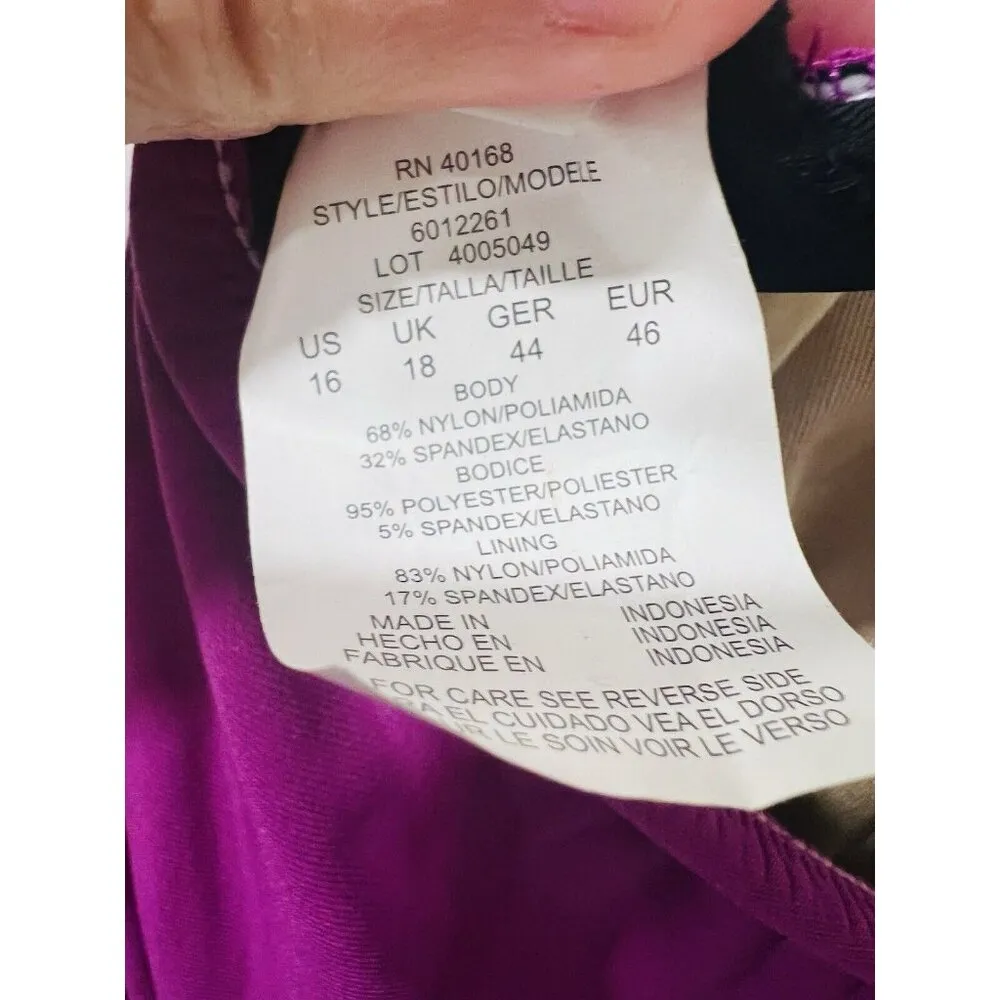 RN 40168
STYLE/ESTILO/MODELE
6012261
LOT 4005049
SIZE/TALLA/TAILLE
US UK GER EUR
16 18 44 46
BODY
68% NYLON/POLIAMIDA
32% SPANDEX/ELASTANO
BODICE
95% POLYESTER/POLIESTER
5% SPANDEX/ELASTANO
LINING
83% NYLON/POLIAMIDA
17% SPANDEX/ELASTANO
MADE IN INDONESIA
HECHO EN INDONESIA
FABRIQUE EN INDONESIA
FOR CARE SEE REVERSE SIDE
EL CUIDADO VEA EL DORSO
LE SOIN VOIR LE VERSO